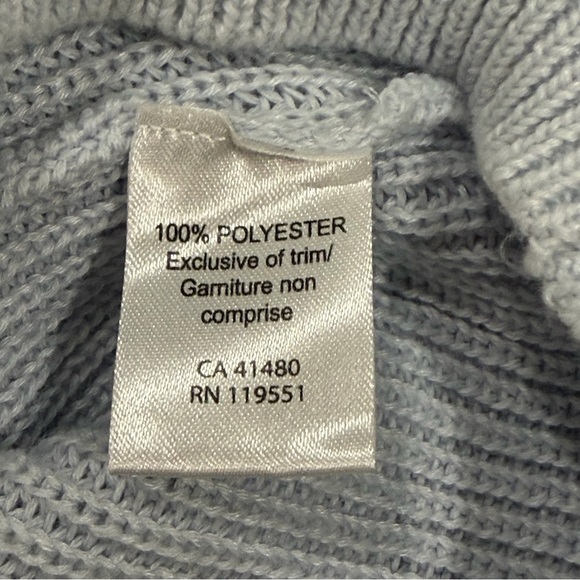 100% POLYESTER
Exclusive of trim/
Garniture non
comprise
CA 41480
RN 119551